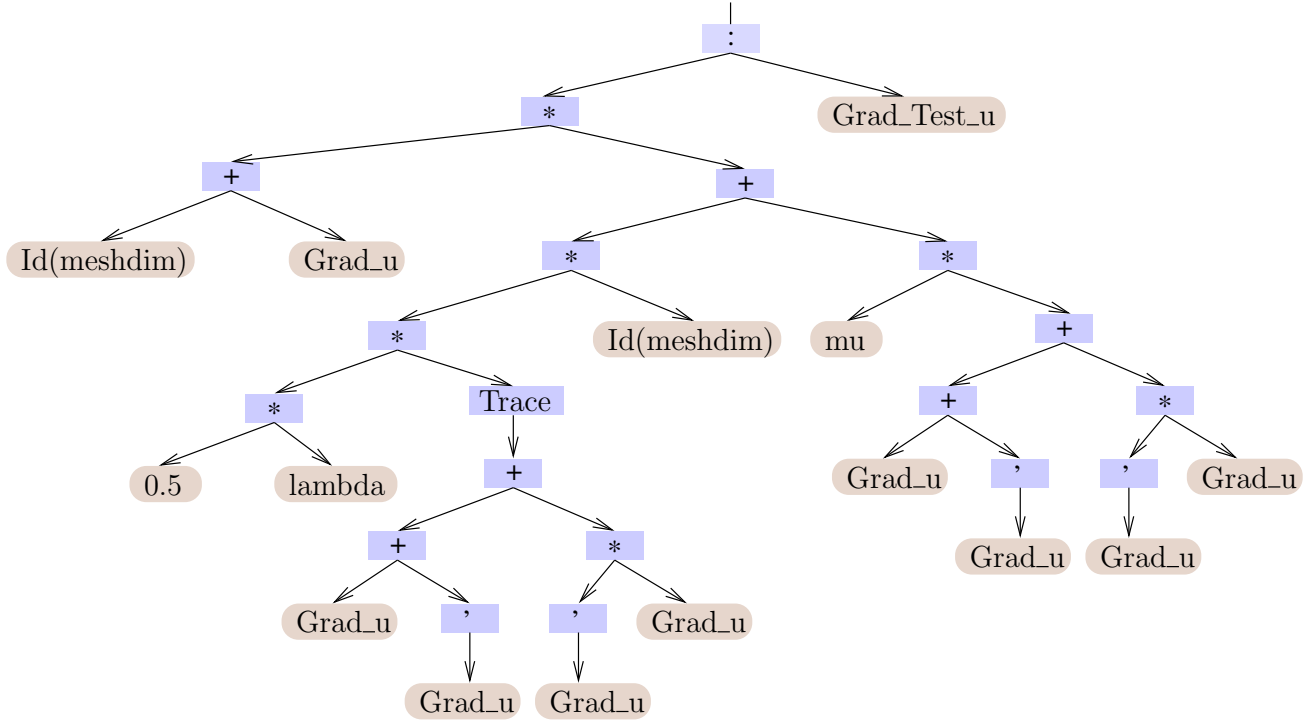 :
* Grad_Test_u
+ +
Id(meshdim) Grad_u * *
* Id(meshdim) mu +
* Trace + *
0.5 lambda + Grad_u ' ' Grad_u
+ * Grad_u Grad_u
Grad_u ' ' Grad_u
Grad_u Grad_u